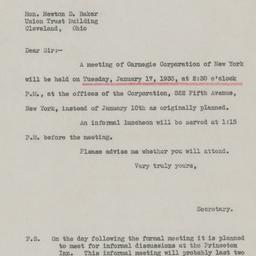 Hon. Newton D. Baker
Union Trust Building
Cleveland, Ohio
Dear Sir:-
A meeting of Carnegie Corporation of New York
will be held on Tuesday, January 17, 1933, at 2:30 o'clock
P.M., at the offices of the Corporation, 522 Fifth Avenue,
New York, instead of January 10th as originally planned.
An informal luncheon will be served at 1:15
P.M. before the meeting.
Please advise me whether you will attend.
Very truly yours,
Secretary.
P.S. On the day following the formal meeting it is planned
to meet for informal discussions at the Princeton
Inn. This informal meeting will probably last two